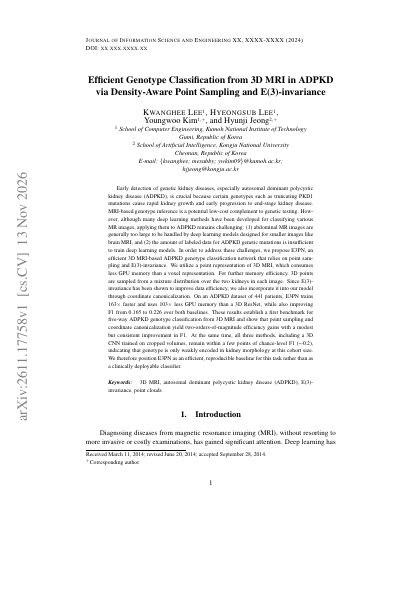 JOURNAL OF INFORMATION SCIENCE AND ENGINEERING XX, XXXX-XXXX (2024)
DOI: XX.XXX.XXXX.XX
Efficient Genotype Classification from 3D MRI in ADPKD
via Density-Aware Point Sampling and E(3)-invariance
KWANGHEE LEE¹, HYEONGSUB LEE¹,
Youngwoo Kim¹,⁺, and Hyunji Jeong²,⁺
¹ School of Computer Engineering, Kumoh National Institute of Technology
Gumi, Republic of Korea
² School of Artificial Intelligence, Kongju National University
Cheonan, Republic of Korea
E-mail: {kwanghee; mesubhy; ywkim09}@kumoh.ac.kr;
hjjeong@kongju.ac.kr
Early detection of genetic kidney diseases, especially autosomal dominant polycystic
kidney disease (ADPKD), is crucial because certain genotypes such as truncating PKD1
mutations cause rapid kidney growth and early progression to end-stage kidney disease.
MRI-based genotype inference is a potential low-cost complement to genetic testing. How-
ever, although many deep learning methods have been developed for classifying various
MR images, applying them to ADPKD remains challenging: (1) abdominal MR images are
generally too large to be handled by deep learning models designed for smaller images like
brain MRI, and (2) the amount of labeled data for ADPKD genetic mutations is insufficient
to train deep learning models. In order to address these challenges, we propose E3PN, an
efficient 3D MRI-based ADPKD genotype classification network that relies on point sam-
pling and E(3)-invariance. We utilize a point representation of 3D MRI, which consumes
less GPU memory than a voxel representation. For further memory efficiency, 3D points
are sampled from a mixture distribution over the two kidneys in each image. Since E(3)-
invariance has been shown to improve data efficiency, we also incorporate it into our model
through coordinate canonicalization. On an ADPKD dataset of 441 patients, E3PN trains
163× faster and uses 103× less GPU memory than a 3D ResNet, while also improving
F1 from 0.165 to 0.226 over both baselines. These results establish a first benchmark for
five-way ADPKD genotype classification from 3D MRI and show that point sampling and
coordinate canonicalization yield two-orders-of-magnitude efficiency gains with a modest
but consistent improvement in F1. At the same time, all three methods, including a 3D
CNN trained on cropped volumes, remain within a few points of chance-level F1 (~0.2),
indicating that genotype is only weakly encoded in kidney morphology at this cohort size.
We therefore position E3PN as an efficient, reproducible baseline for this task rather than as
a clinically deployable classifier.
Keywords: 3D MRI, autosomal dominant polycystic kidney disease (ADPKD), E(3)-
invariance, point clouds
1. Introduction
Diagnosing diseases from magnetic resonance imaging (MRI), without resorting to
more invasive or costly examinations, has gained significant attention. Deep learning has
Received March 11, 2014; revised June 20, 2014; accepted September 28, 2014.
⁺ Corresponding author
1
arXiv:2611.17758v1 [cs.CV] 13 Nov 2026